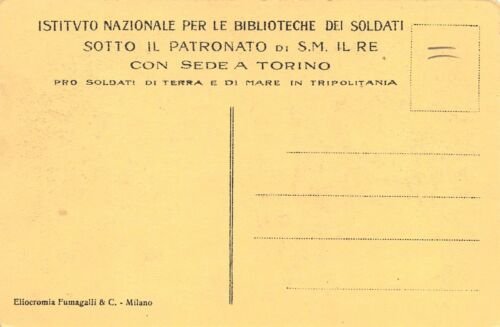 ISTITVTO NAZIONALE PER LE BIBLIOTECHE DEI SOLDATI
SOTTO IL PATRONATO DI S.M. IL RE
CON SEDE A TORINO
PRO SOLDATI DI TERRA E DI MARE IN TRIPOLITANIA
Eliocromia Fumagalli & C. - Milano